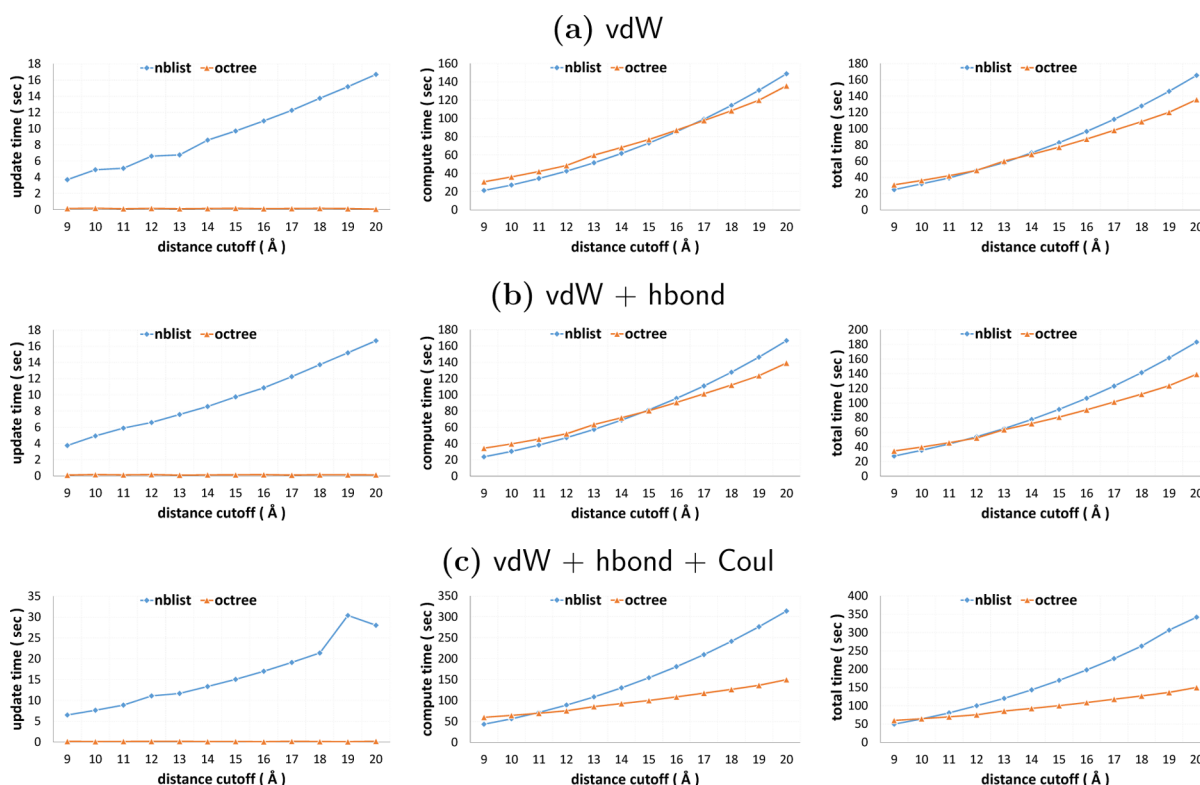 (a) vdW
update time ( sec )
18
16
14
12
10
8
6
4
2
0
nblist octree
9 10 11 12 13 14 15 16 17 18 19 20
distance cutoff ( Å )
compute time ( sec )
160
140
120
100
80
60
40
20
0
nblist octree
9 10 11 12 13 14 15 16 17 18 19 20
distance cutoff ( Å )
total time ( sec )
180
160
140
120
100
80
60
40
20
0
nblist octree
9 10 11 12 13 14 15 16 17 18 19 20
distance cutoff ( Å )
(b) vdW + hbond
update time ( sec )
18
16
14
12
10
8
6
4
2
0
nblist octree
9 10 11 12 13 14 15 16 17 18 19 20
distance cutoff ( Å )
compute time ( sec )
180
160
140
120
100
80
60
40
20
0
nblist octree
9 10 11 12 13 14 15 16 17 18 19 20
distance cutoff ( Å )
total time ( sec )
200
180
160
140
120
100
80
60
40
20
0
nblist octree
9 10 11 12 13 14 15 16 17 18 19 20
distance cutoff ( Å )
(c) vdW + hbond + Coul
update time ( sec )
35
30
25
20
15
10
5
0
nblist octree
9 10 11 12 13 14 15 16 17 18 19 20
distance cutoff ( Å )
compute time ( sec )
350
300
250
200
150
100
50
0
nblist octree
9 10 11 12 13 14 15 16 17 18 19 20
distance cutoff ( Å )
total time ( sec )
400
350
300
250
200
150
100
50
0
nblist octree
9 10 11 12 13 14 15 16 17 18 19 20
distance cutoff ( Å )